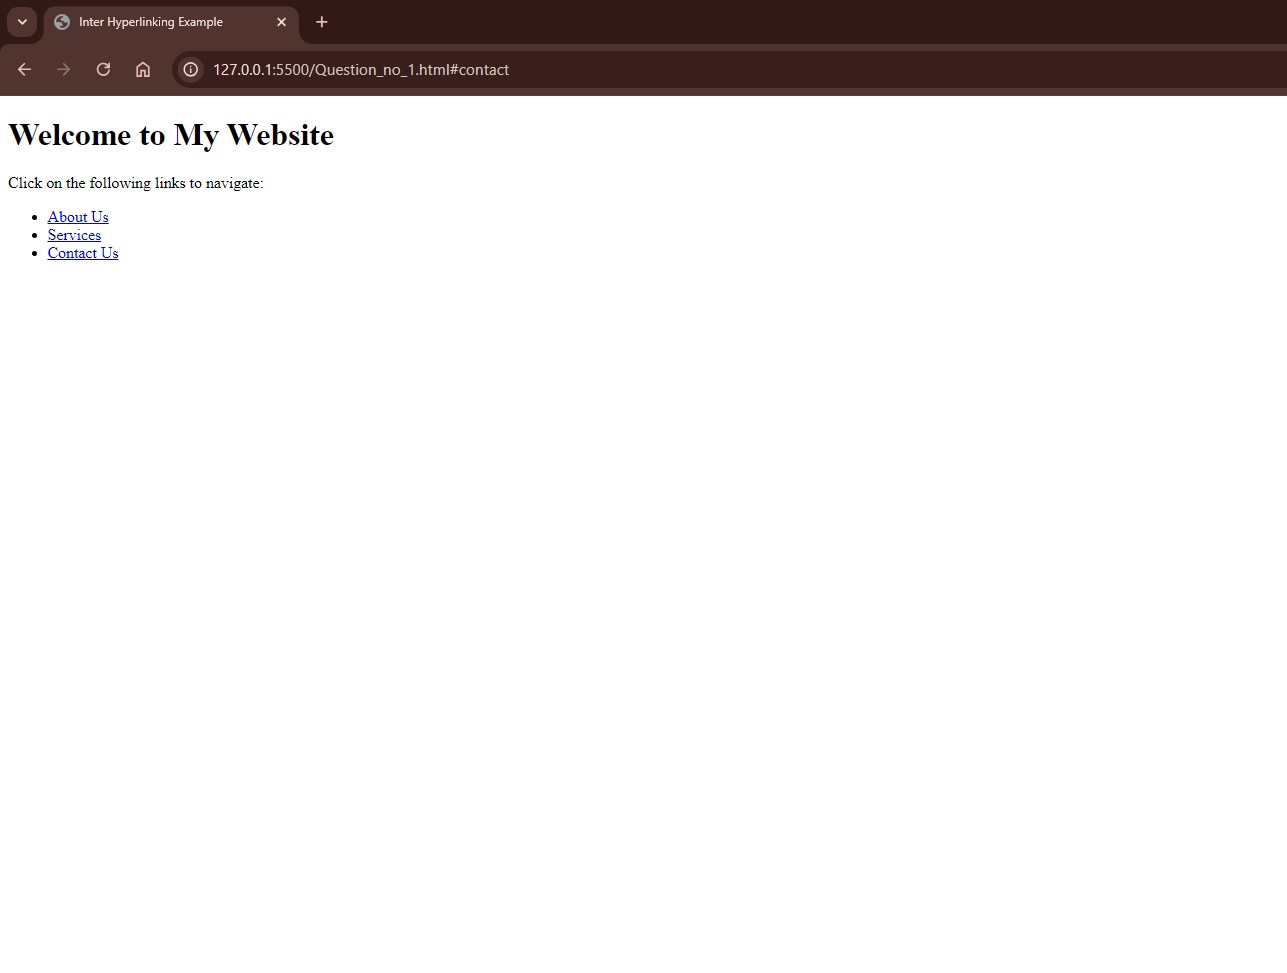 Inter Hyperlinking Example
127.0.0.1:5500/Question_no_1.html#contact
Welcome to My Website
Click on the following links to navigate:
About Us
Services
Contact Us